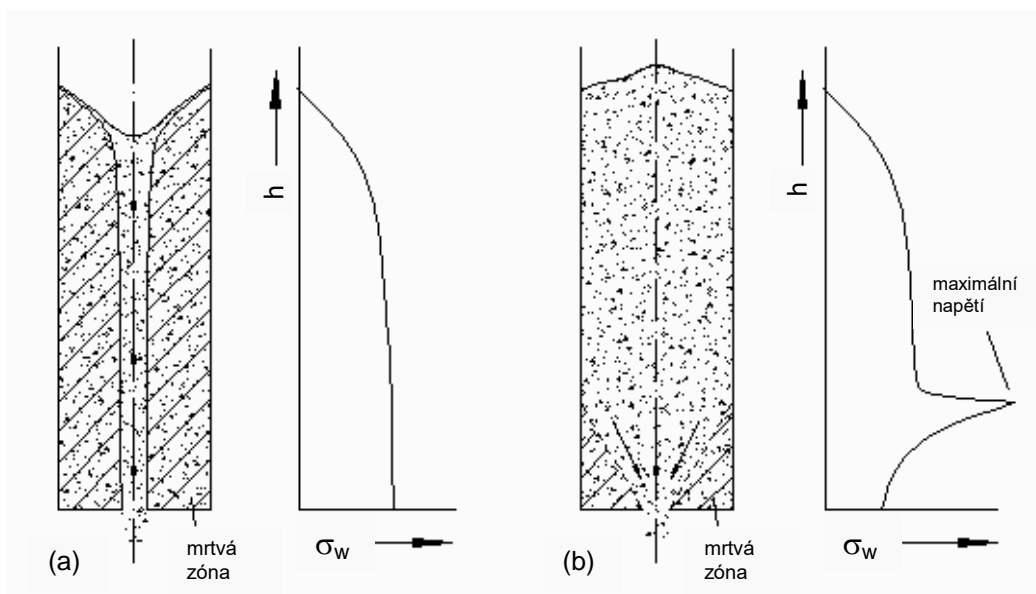 h
h
maximální
napětí
(a)
mrtvá
zóna
σw
(b)
mrtvá
zóna
σw